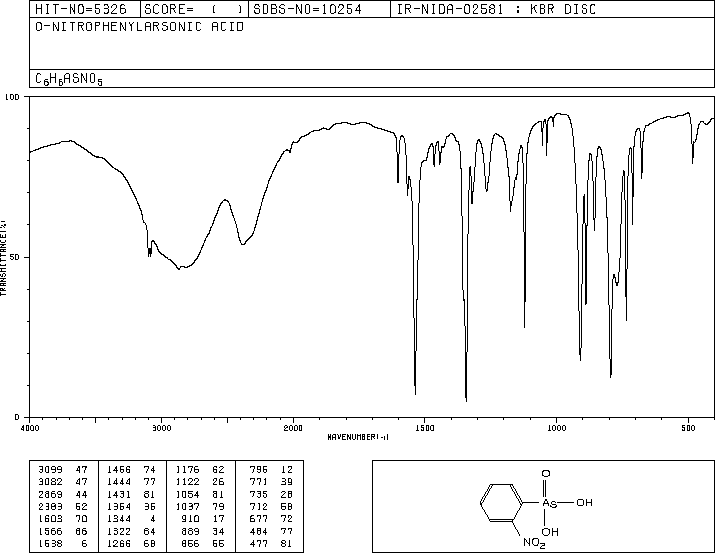 HIT-NO=5326 SCORE= ( ) SDBS-NO=10254 IR-NIDA-02581 : KBR DISC
O-NITROPHENYLARSONIC ACID
C6H6ASNO5
100
50
0
TRANSMITTANCE(%)
4000 3000 2000 1500 1000 500
WAVENUMBER(-1)
3099 47 1466 74 1176 62 796 12
3082 47 1444 77 1122 26 771 39
2869 44 1431 81 1054 81 735 28
2383 52 1354 36 1037 79 712 58
1603 70 1344 4 910 17 677 72
1566 66 1322 64 889 34 484 77
1538 6 1266 68 856 55 477 81
O
As OH
OH
NO2